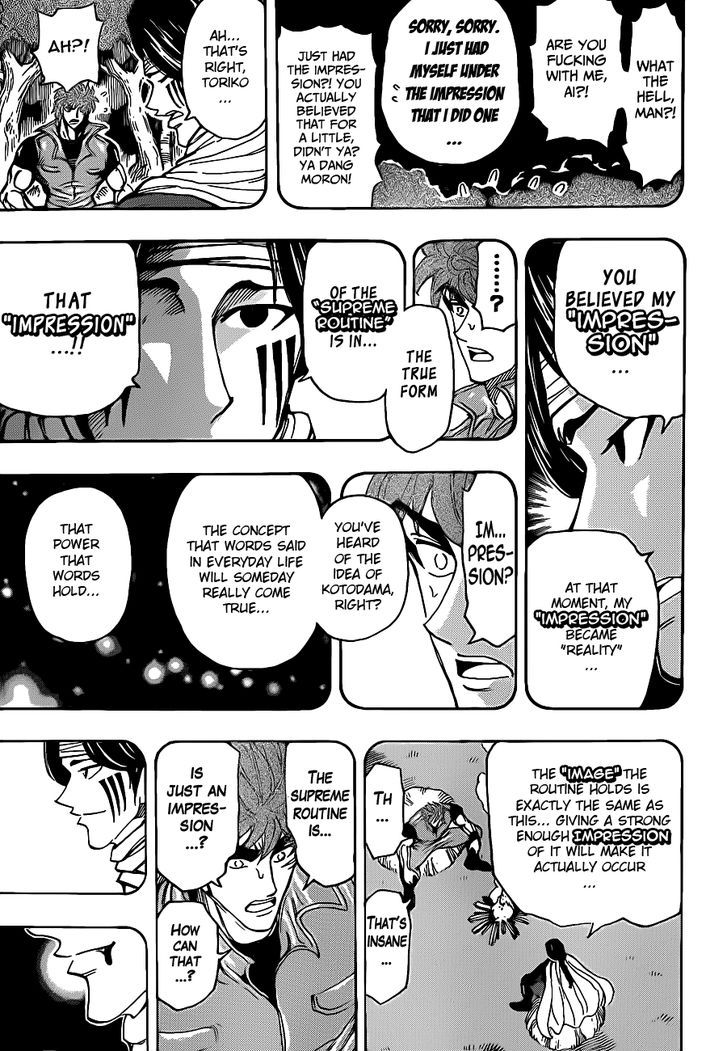 WHAT
THE
HELL,
MAN?!
ARE YOU
FUCKING
WITH ME,
AI?!
SORRY, SORRY.
I JUST HAD
MYSELF UNDER
THE IMPRESSION
THAT I DID ONE
...
JUST HAD
THE IMPRES-
SION?! YOU
ACTUALLY
BELIEVED
THAT FOR
A LITTLE,
DIDN'T YA?
YA DANG
MORON!
AH...
THAT'S
RIGHT,
TORIKO
...
AH?!
YOU
BELIEVED MY
"IMPRES-
SION"
...
AT THAT
MOMENT, MY
"IMPRESSION"
BECAME
"REALITY"
...
........?
THE
TRUE
FORM
OF THE
"SUPREME
ROUTINE"
IS IN...
THAT
"IMPRESSION"
...!!
IM...
PRES-
SION?
YOU'VE
HEARD
OF THE
IDEA OF
KOTODAMA,
RIGHT?
THE CONCEPT
THAT WORDS SAID
IN EVERYDAY LIFE
WILL SOMEDAY
REALLY COME
TRUE...
THAT
POWER
THAT
WORDS
HOLD...
THE "IMAGE" THE
ROUTINE HOLDS IS
EXACTLY THE SAME AS
THIS... GIVING A STRONG
ENOUGH IMPRESSION
OF IT WILL MAKE IT
ACTUALLY OCCUR
...
TH
...
THAT'S
INSANE
...
THE
SUPREME
ROUTINE
IS...
IS
JUST AN
IMPRES-
SION
...?
HOW
CAN
THAT
...?